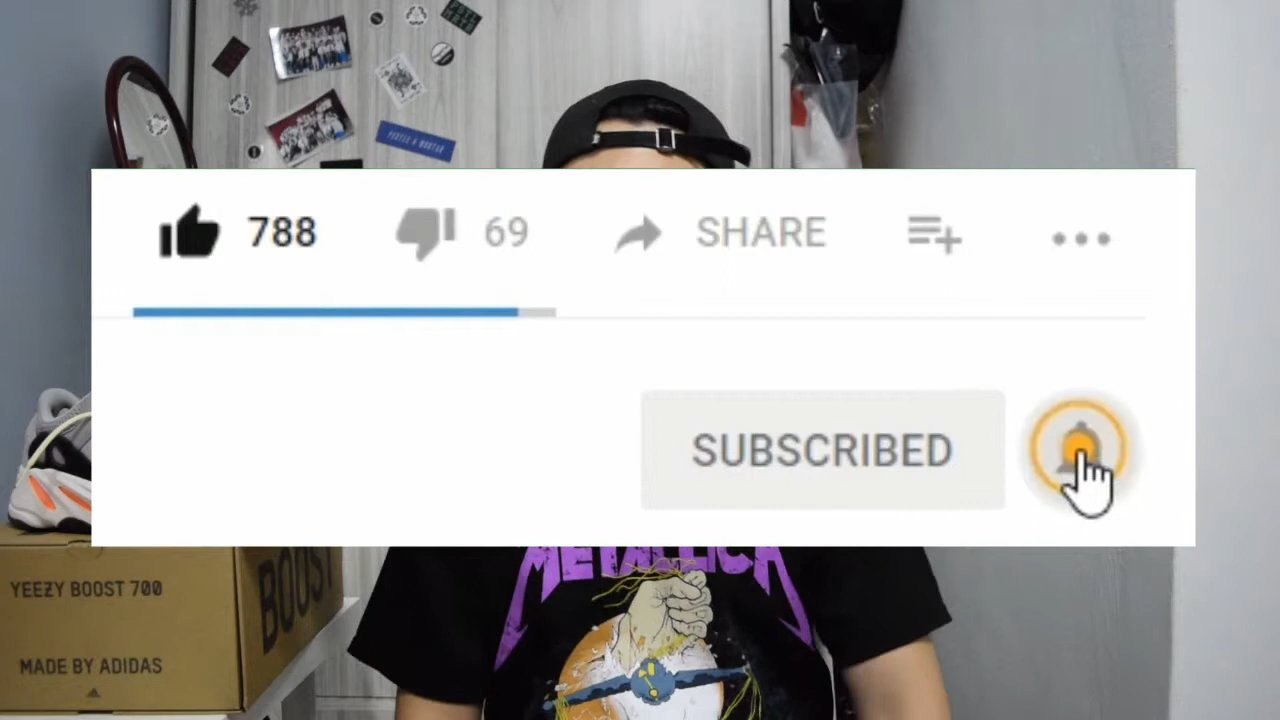 788
69
SHARE
SUBSCRIBED
METALLICA
YEEZY BOOST 700
BOOST
MADE BY ADIDAS